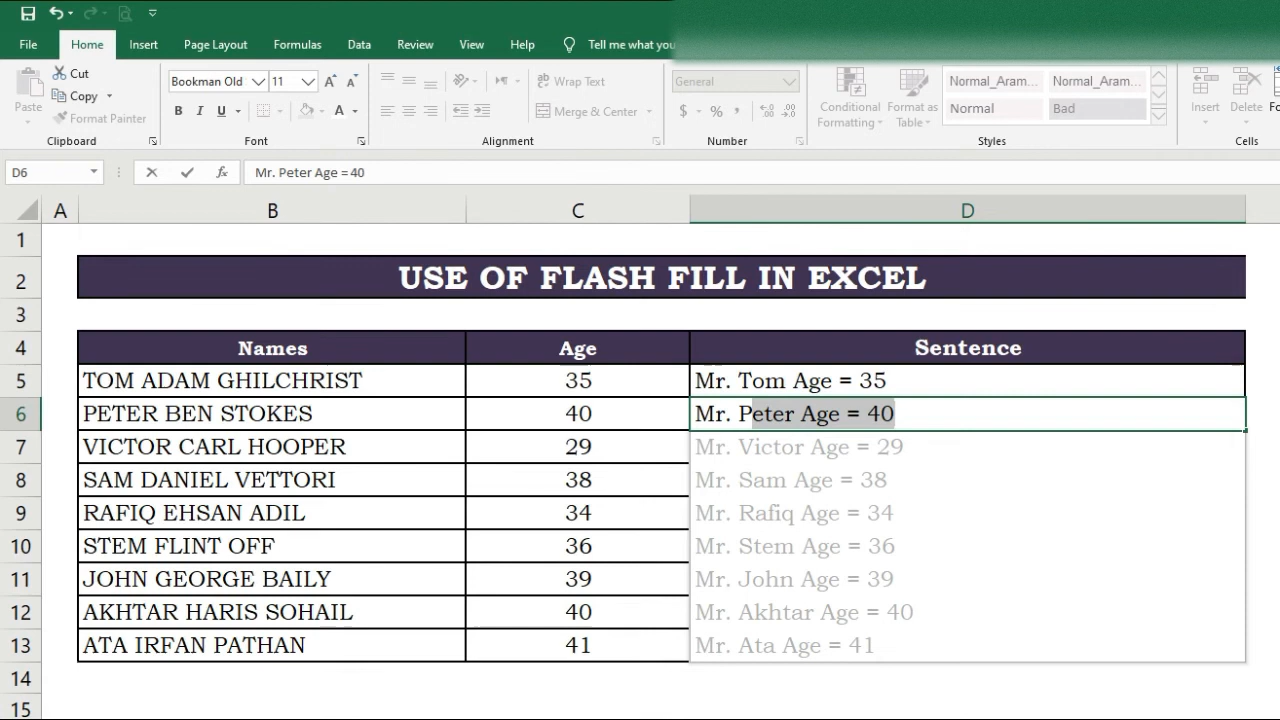 File Home Insert Page Layout Formulas Data Review View Help Tell me what you
Paste Cut Copy Format Painter
Bookman Old 11 A A
B I U A
Wrap Text
Merge & Center
General
$ % ,
Conditional Formatting Format as Table
Normal_Aram... Normal_Aram...
Normal Bad
Insert Delete
Clipboard Font Alignment Number Styles Cells
D6 fx Mr. Peter Age = 40
A B C D
1
2 USE OF FLASH FILL IN EXCEL
3
4 Names Age Sentence
5 TOM ADAM GHILCHRIST 35 Mr. Tom Age = 35
6 PETER BEN STOKES 40 Mr. Peter Age = 40
7 VICTOR CARL HOOPER 29 Mr. Victor Age = 29
8 SAM DANIEL VETTORI 38 Mr. Sam Age = 38
9 RAFIQ EHSAN ADIL 34 Mr. Rafiq Age = 34
10 STEM FLINT OFF 36 Mr. Stem Age = 36
11 JOHN GEORGE BAILY 39 Mr. John Age = 39
12 AKHTAR HARIS SOHAIL 40 Mr. Akhtar Age = 40
13 ATA IRFAN PATHAN 41 Mr. Ata Age = 41
14
15